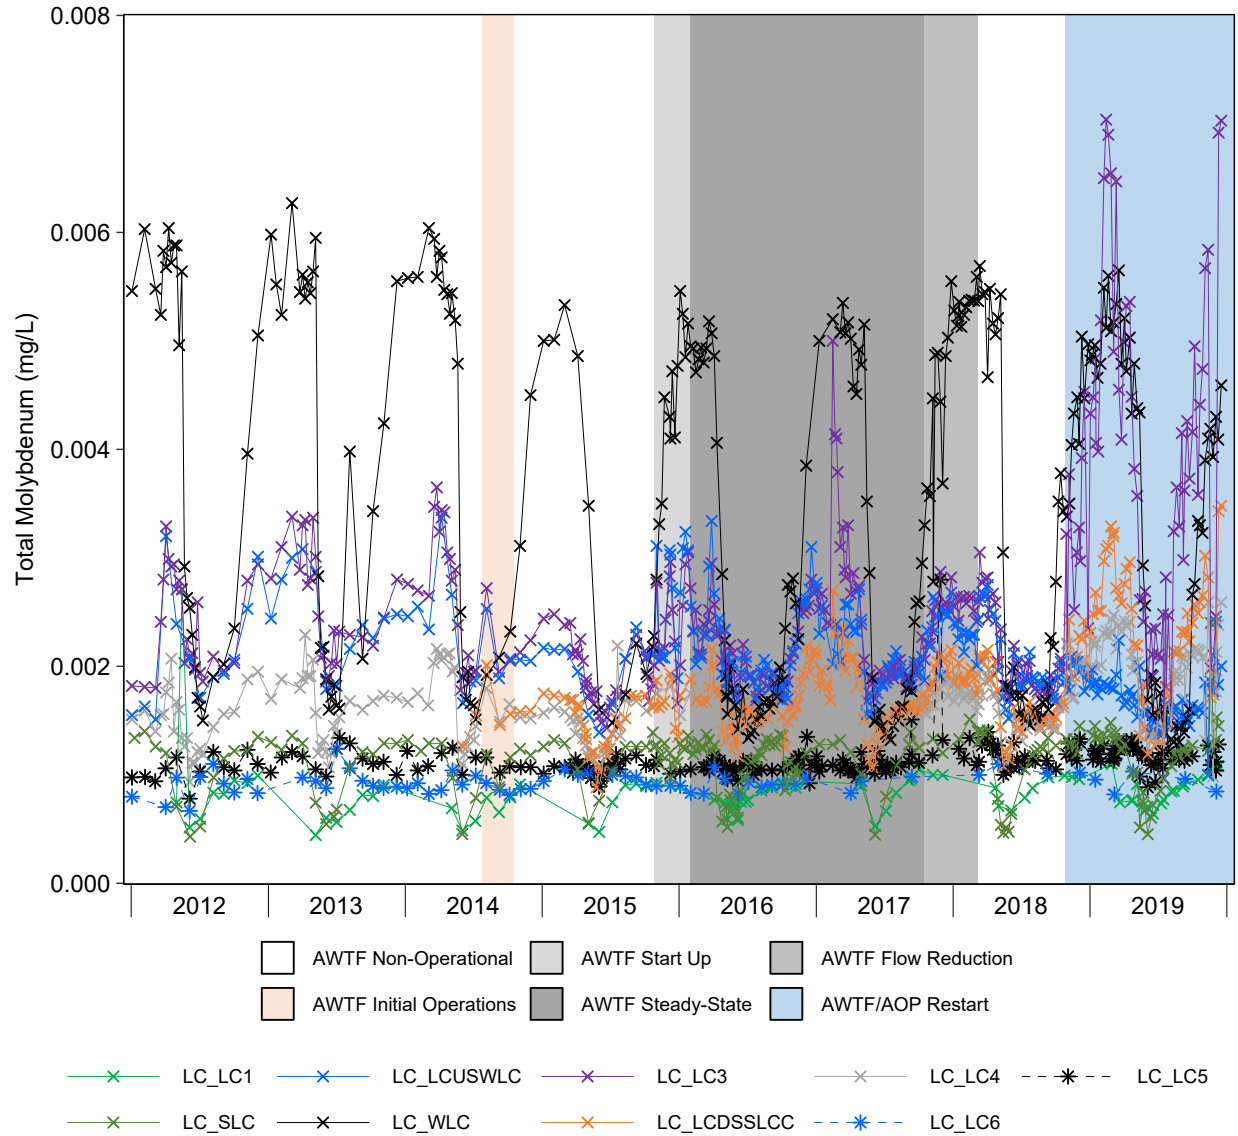 0.008
0.006
0.004
0.002
0.000
Total Molybdenum (mg/L)
2012 2013 2014 2015 2016 2017 2018 2019
AWTF Non-Operational AWTF Start Up AWTF Flow Reduction
AWTF Initial Operations AWTF Steady-State AWTF/AOP Restart
LC_LC1 LC_LCUSWLC LC_LC3 LC_LC4 LC_LC5
LC_SLC LC_WLC LC_LCDSSLCC LC_LC6